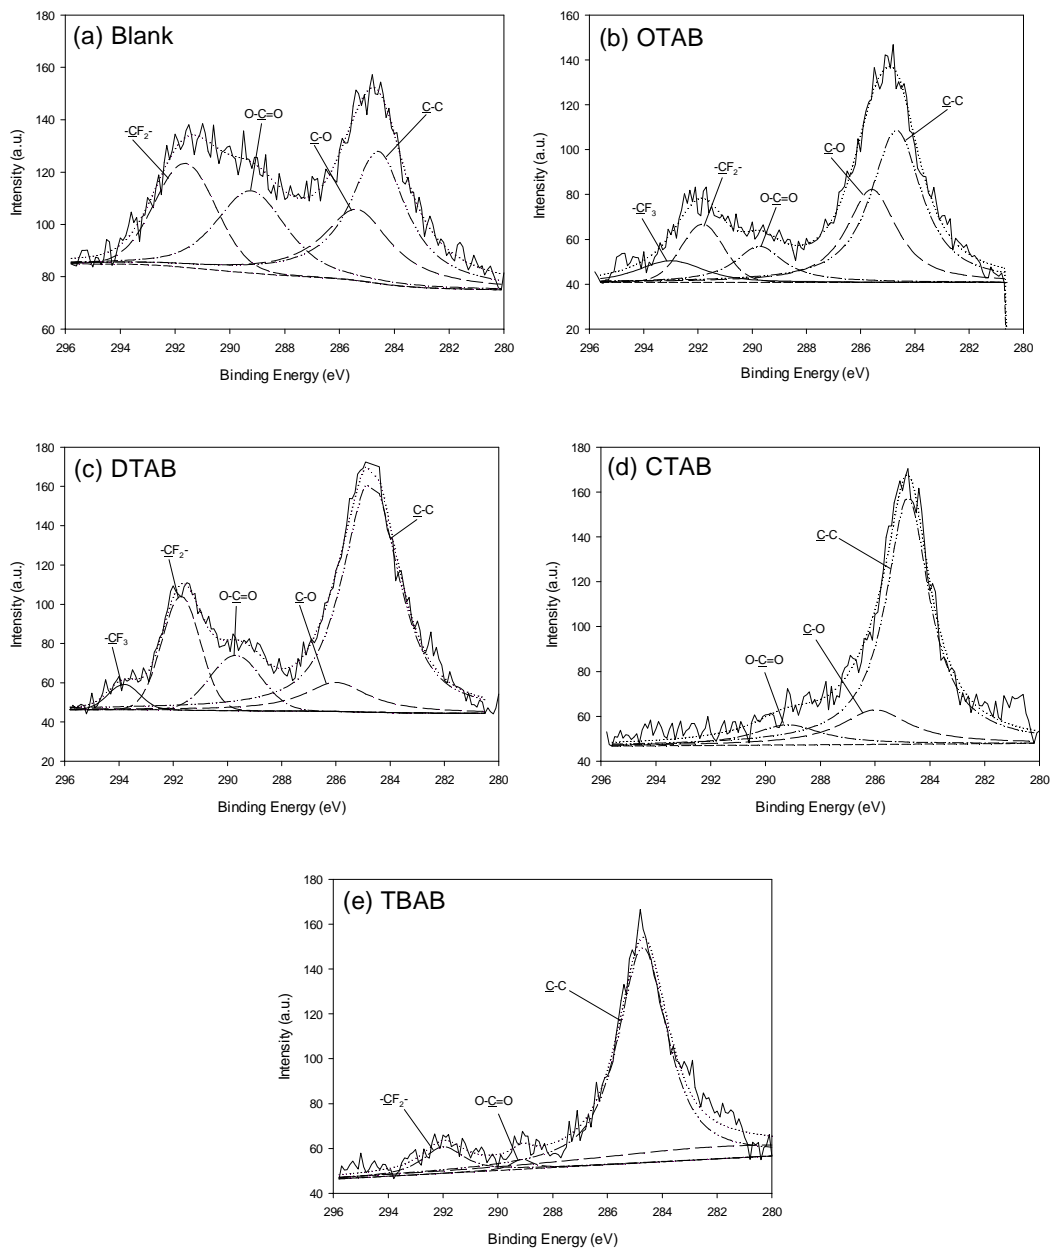 (a) Blank
180
160
140
120
100
80
60
Intensity (a.u.)
-CF₂-
O-C=O
C-O
C-C
296 294 292 290 288 286 284 282 280
Binding Energy (eV)
(b) OTAB
160
140
120
100
80
60
40
20
Intensity (a.u.)
-CF₃
-CF₂-
O-C=O
C-O
C-C
296 294 292 290 288 286 284 282 280
Binding Energy (eV)
(c) DTAB
180
160
140
120
100
80
60
40
20
Intensity (a.u.)
-CF₃
-CF₂-
O-C=O
C-O
C-C
296 294 292 290 288 286 284 282 280
Binding Energy (eV)
(d) CTAB
180
160
140
120
100
80
60
40
Intensity (a.u.)
O-C=O
C-O
C-C
296 294 292 290 288 286 284 282 280
Binding Energy (eV)
(e) TBAB
180
160
140
120
100
80
60
40
Intensity (a.u.)
-CF₂-
O-C=O
C-C
296 294 292 290 288 286 284 282 280
Binding Energy (eV)